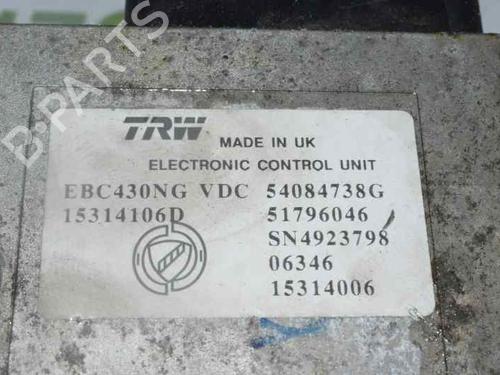 TRW MADE IN UK
ELECTRONIC CONTROL UNIT
EBC430NG VDC 54084738G
15314106D 51796046
SN4923798
06346
15314006
B-PARTS